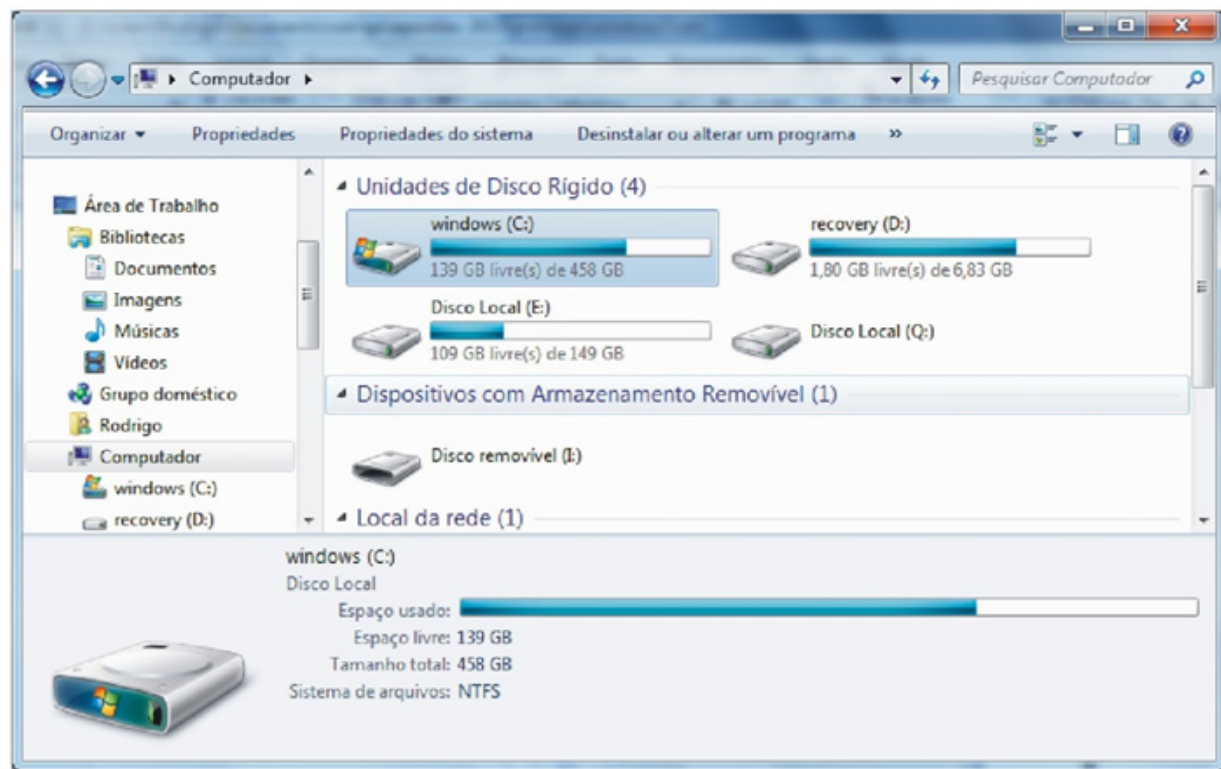 Computador
Pesquisar Computador
Organizar Propriedades Propriedades do sistema Desinstalar ou alterar um programa »
Área de Trabalho
Bibliotecas
Documentos
Imagens
Músicas
Vídeos
Grupo doméstico
Rodrigo
Computador
windows (C:)
recovery (D:)
Unidades de Disco Rígido (4)
windows (C:)
139 GB livre(s) de 458 GB
recovery (D:)
1,80 GB livre(s) de 6,83 GB
Disco Local (E:)
109 GB livre(s) de 149 GB
Disco Local (Q:)
Dispositivos com Armazenamento Removível (1)
Disco removível (I:)
Local da rede (1)
windows (C:)
Disco Local
Espaço usado:
Espaço livre: 139 GB
Tamanho total: 458 GB
Sistema de arquivos: NTFS